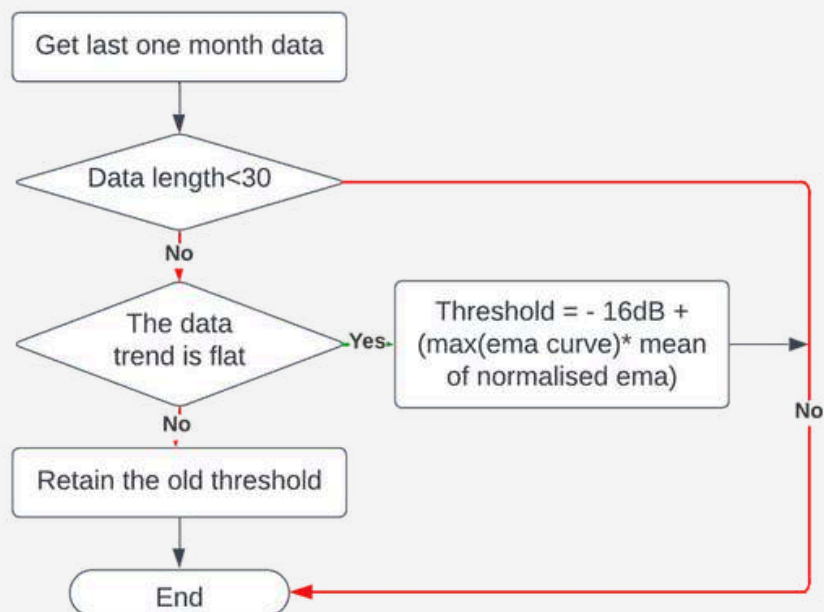 Get last one month data
Data length<30
No
The data
trend is flat
Yes
Threshold = - 16dB +
(max(ema curve)* mean
of normalised ema)
No
No
Retain the old threshold
End